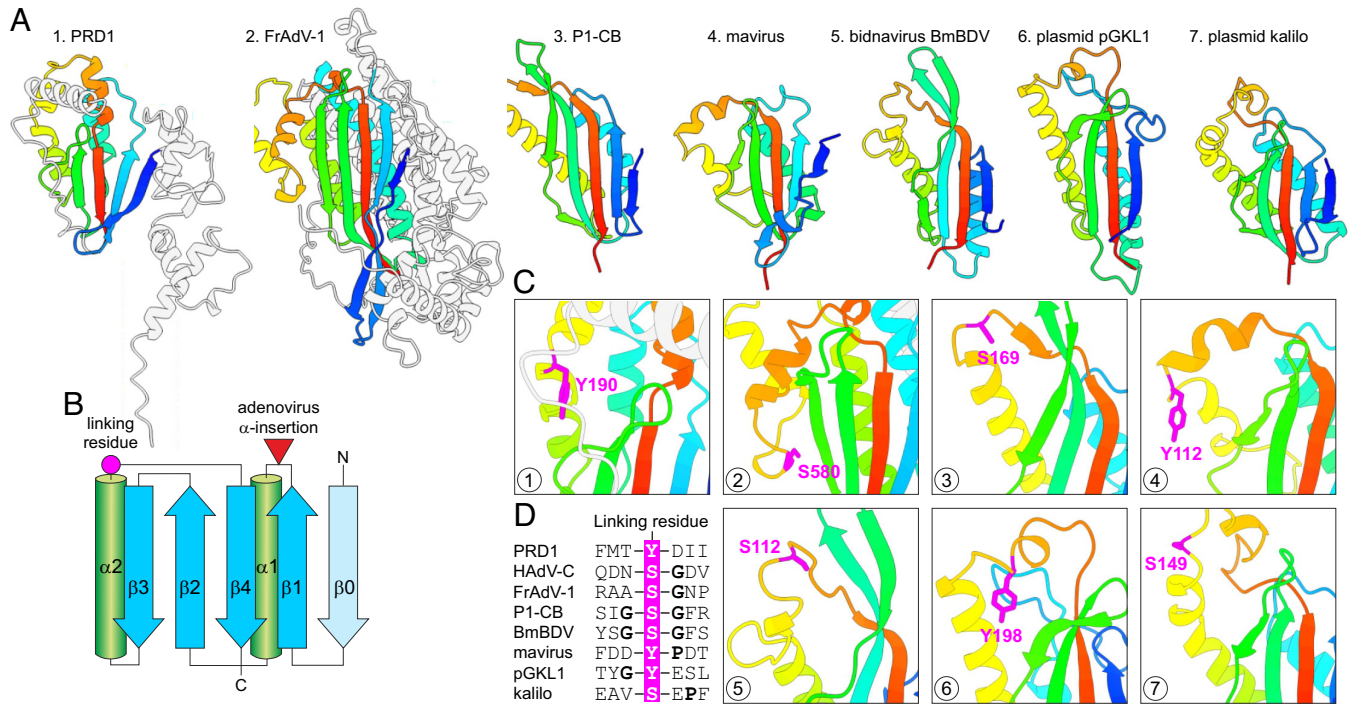 A
1. PRD1
2. FrAdV-1
3. P1-CB
4. mavirus
5. bidnavirus BmBDV
6. plasmid pGKL1
7. plasmid kalilo
B
linking
residue
adenovirus
α-insertion
N
α2
β3
β2
β4
α1
β1
β0
C
C
Y190
1
S580
2
S169
3
Y112
4
D
Linking residue
PRD1 FMT–Y–DII
HAdV-C QDN–S–GDV
FrAdV-1 RAA–S–GNP
P1-CB SIG–S–GFR
BmBDV YSG–S–GFS
mavirus FDD–Y–PDT
pGKL1 TYG–Y–ESL
kalilo EAV–S–EPF
S112
5
Y198
6
S149
7